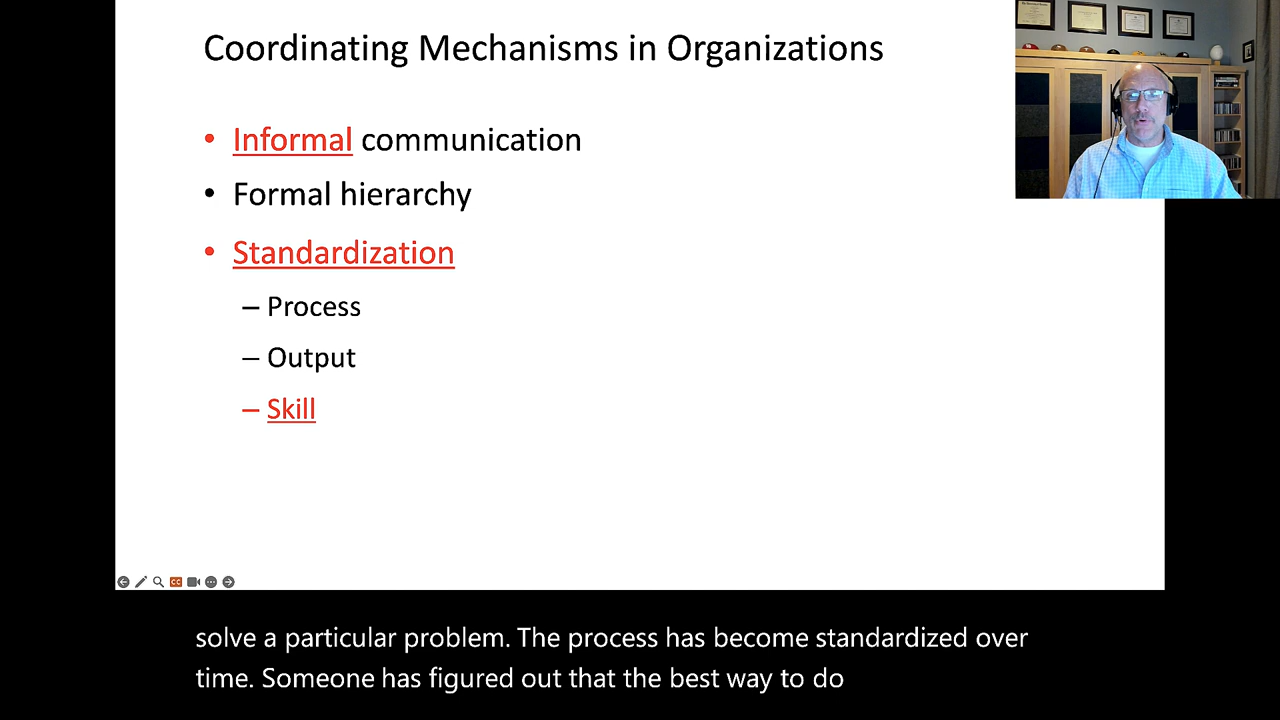 Coordinating Mechanisms in Organizations
• Informal communication
• Formal hierarchy
• Standardization
– Process
– Output
– Skill
CC
solve a particular problem. The process has become standardized over
time. Someone has figured out that the best way to do